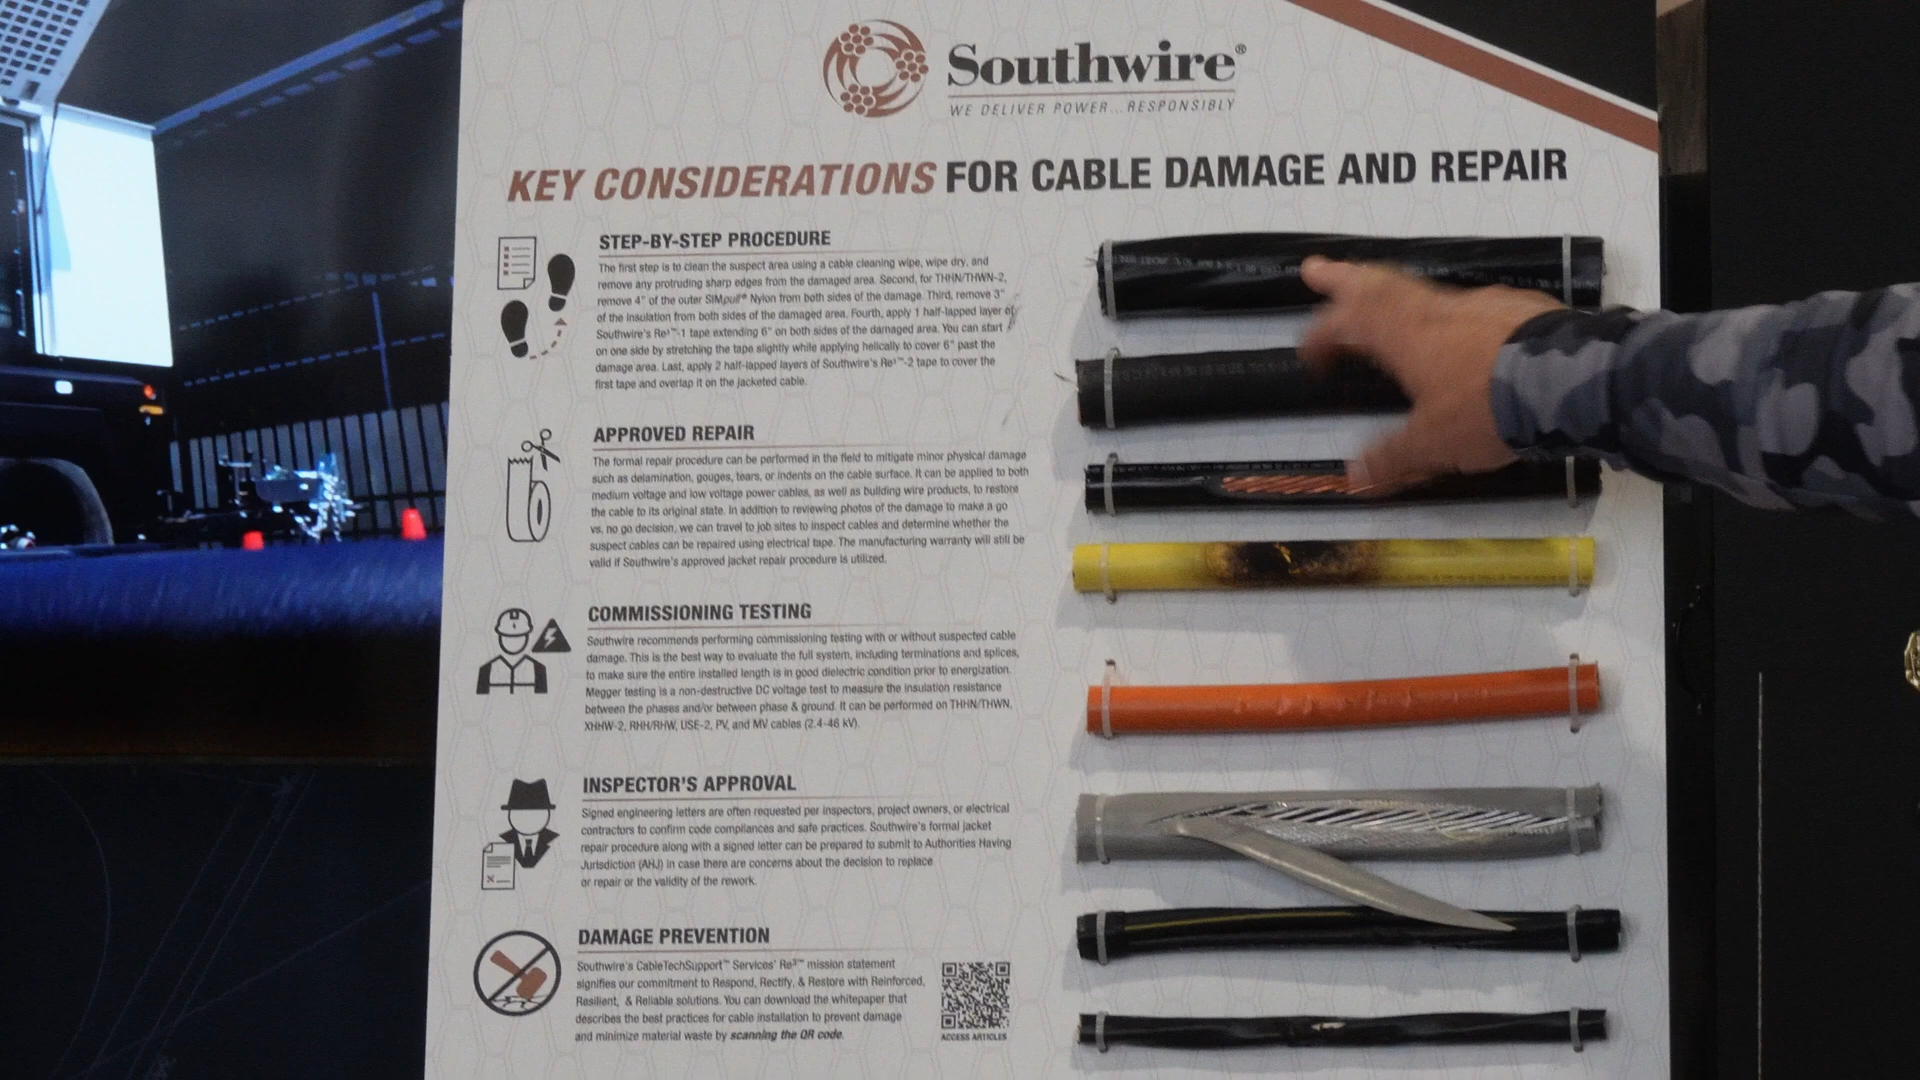 Southwire®
WE DELIVER POWER...RESPONSIBLY
KEY CONSIDERATIONS FOR CABLE DAMAGE AND REPAIR
STEP-BY-STEP PROCEDURE
The first step is to clean the suspect area using a cable cleaning wipe, wipe dry, and
remove any protruding sharp edges from the damaged area. Second, for THHN/THWN-2,
remove 4" of the outer SIMpull® Nylon from both sides of the damage. Third, remove 3"
of the insulation from both sides of the damaged area. Fourth, apply 1 half-lapped layer of
Southwire's Re³™-1 tape extending 6" on both sides of the damaged area. You can start
on one side by stretching the tape slightly while applying helically to cover 6" past the
damage area. Last, apply 2 half-lapped layers of Southwire's Re³™-2 tape to cover the
first tape and overlap it on the jacketed cable.
APPROVED REPAIR
The formal repair procedure can be performed in the field to mitigate minor physical damage
such as delamination, gouges, tears, or indents on the cable surface. It can be applied to both
medium voltage and low voltage power cables, as well as building wire products, to restore
the cable to its original state. In addition to reviewing photos of the damage to make a go
vs. no go decision, we can travel to job sites to inspect cables and determine whether the
suspect cables can be repaired using electrical tape. The manufacturing warranty will still be
valid if Southwire's approved jacket repair procedure is utilized.
COMMISSIONING TESTING
Southwire recommends performing commissioning testing with or without suspected cable
damage. This is the best way to evaluate the full system, including terminations and splices,
to make sure the entire installed length is in good dielectric condition prior to energization.
Megger testing is a non-destructive DC voltage test to measure the insulation resistance
between the phases and/or between phase & ground. It can be performed on THHN/THWN,
XHHW-2, RHH/RHW, USE-2, PV, and MV cables (2.4-46 kV).
INSPECTOR'S APPROVAL
Signed engineering letters are often requested per inspectors, project owners, or electrical
contractors to confirm code compliances and safe practices. Southwire's formal jacket
repair procedure along with a signed letter can be prepared to submit to Authorities Having
Jurisdiction (AHJ) in case there are concerns about the decision to replace
or repair or the validity of the rework.
DAMAGE PREVENTION
Southwire's CableTechSupport™ Services' Re³™ mission statement
signifies our commitment to Respond, Rectify, & Restore with Reinforced,
Resilient, & Reliable solutions. You can download the whitepaper that
describes the best practices for cable installation to prevent damage
and minimize material waste by scanning the QR code.
ACCESS ARTICLES